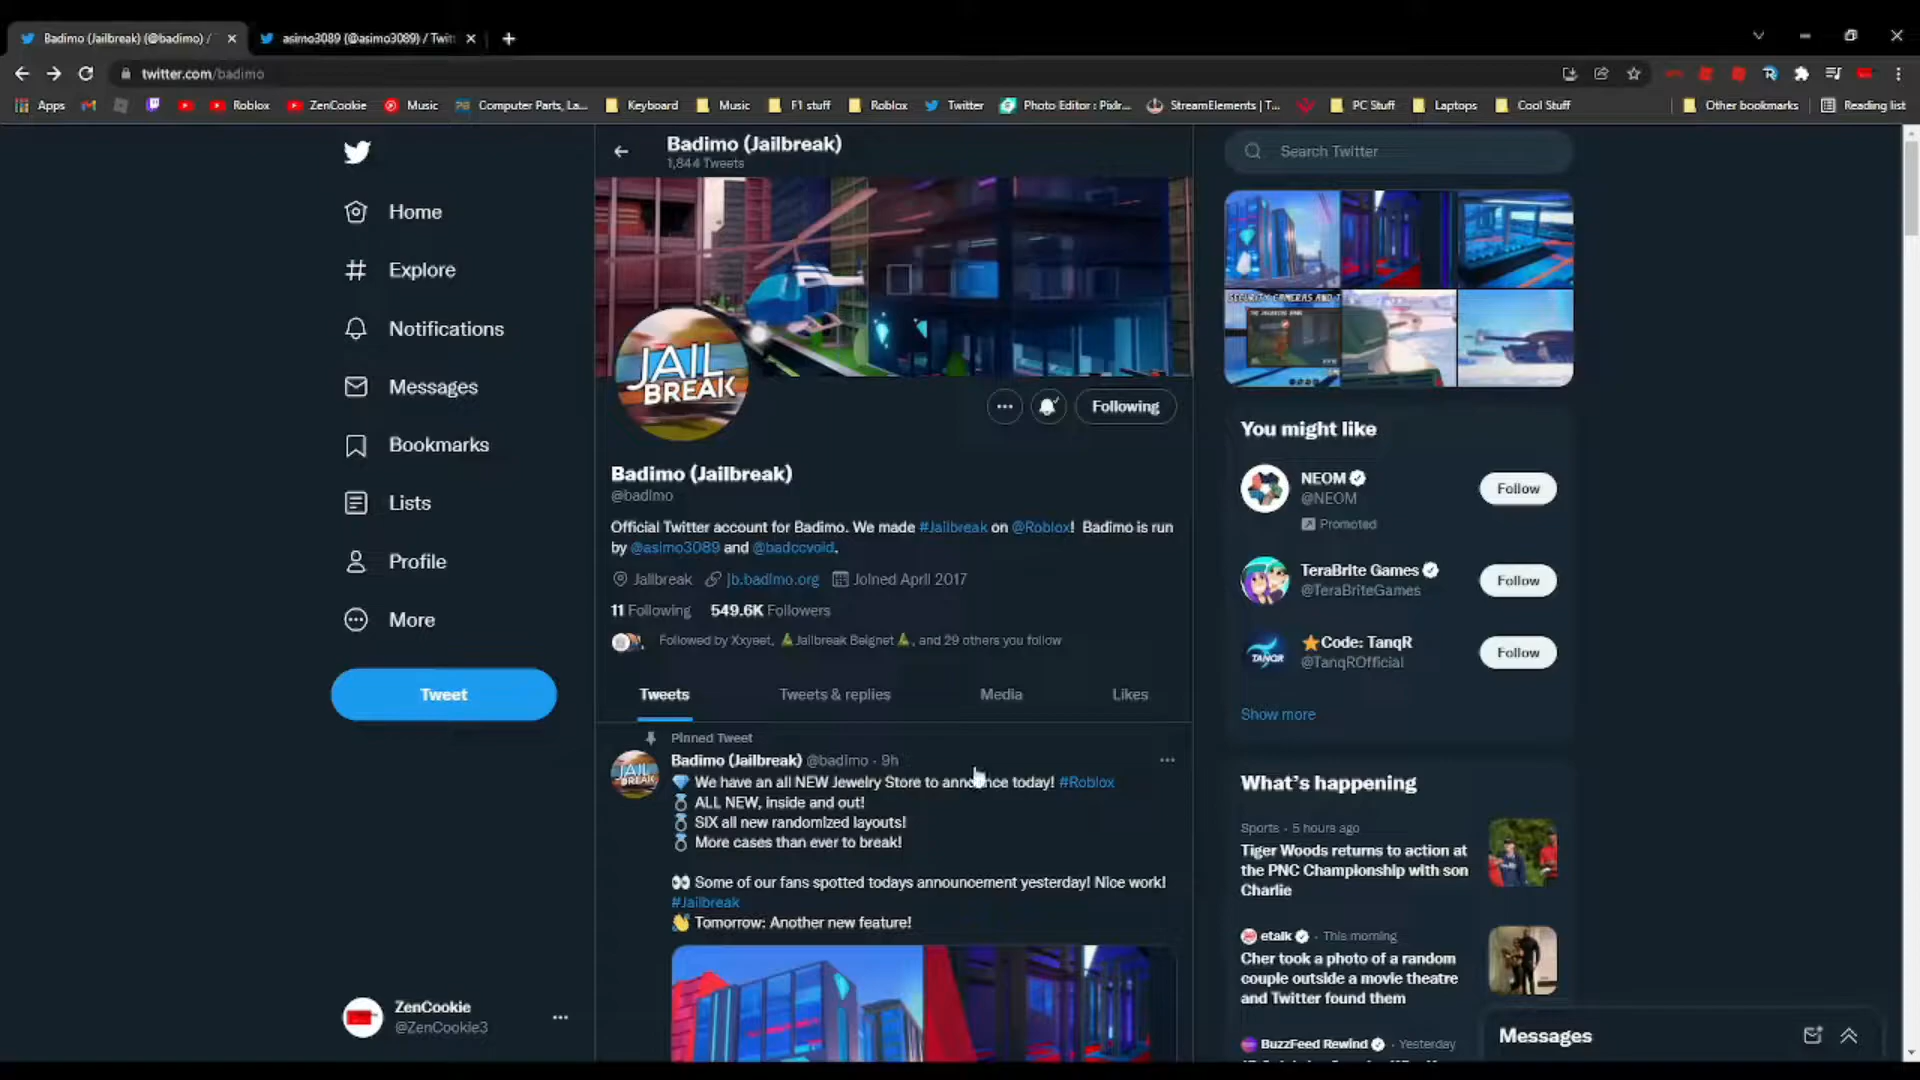 Badimo (Jailbreak) (@badimo) /
asimo3089 (@asimo3089) / Twit
twitter.com/badimo
Apps
Roblox
ZenCookie
Music
Computer Parts, La...
Keyboard
Music
F1 stuff
Roblox
Twitter
Photo Editor : Pixlr...
StreamElements | T...
PC Stuff
Laptops
Cool Stuff
Other bookmarks
Reading list
Home
Explore
Notifications
Messages
Bookmarks
Lists
Profile
More
Tweet
ZenCookie
@ZenCookie3
Badimo (Jailbreak)
1,844 Tweets
JAIL
BREAK
Following
Badimo (Jailbreak)
@badimo
Official Twitter account for Badimo. We made #Jailbreak on @Roblox! Badimo is run
by @asimo3089 and @badccvoid.
Jailbreak jb.badimo.org Joined April 2017
11 Following 549.6K Followers
Followed by Xxyeet, 🎄Jailbreak Beignet🎄, and 29 others you follow
Tweets
Tweets & replies
Media
Likes
Pinned Tweet
Badimo (Jailbreak) @badimo · 9h
JAIL
BREAK
💎 We have an all NEW Jewelry Store to announce today! #Roblox
💍 ALL NEW, inside and out!
💍 SIX all new randomized layouts!
💍 More cases than ever to break!
👀 Some of our fans spotted todays announcement yesterday! Nice work!
#Jailbreak
👋 Tomorrow: Another new feature!
Search Twitter
SECURITY CAMERAS AND T
You might like
NEOM
@NEOM
Promoted
Follow
TeraBrite Games
@TeraBriteGames
Follow
TANQR
⭐Code: TanqR
@TanqROfficial
Follow
Show more
What's happening
Sports · 5 hours ago
Tiger Woods returns to action at
the PNC Championship with son
Charlie
etalk · This morning
Cher took a photo of a random
couple outside a movie theatre
and Twitter found them
BuzzFeed Rewind · Yesterday
Messages